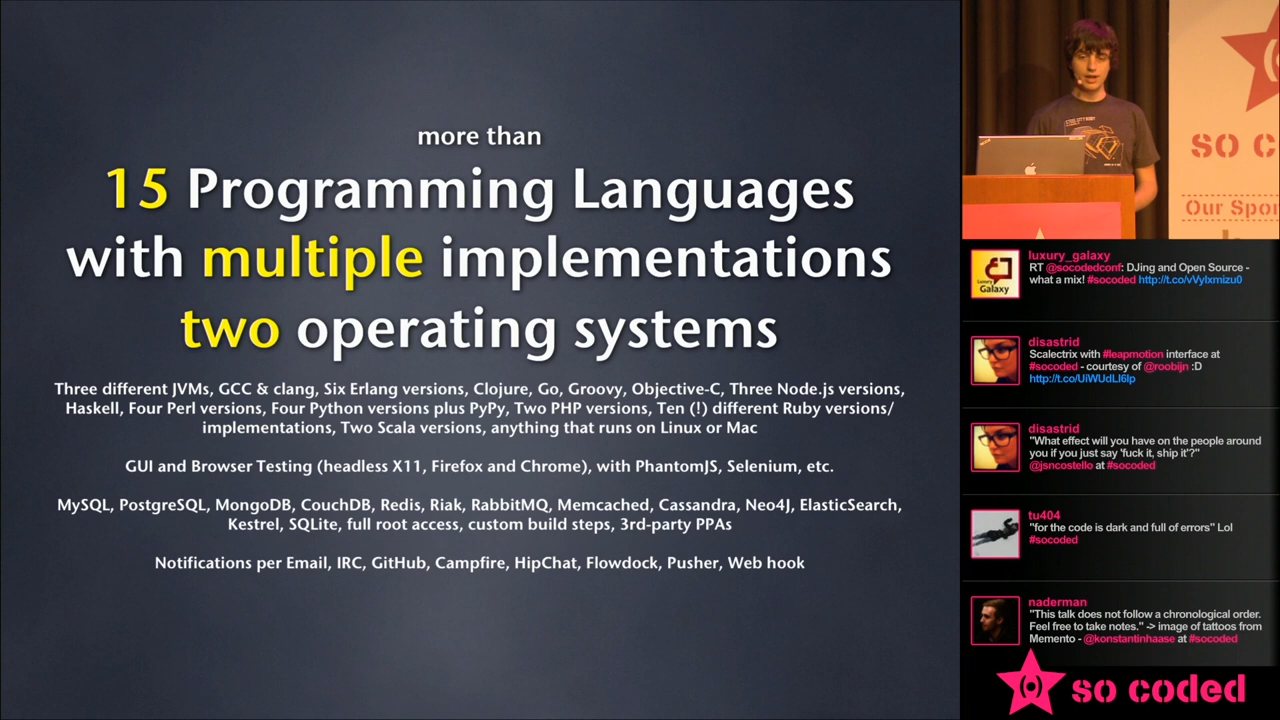 more than
15 Programming Languages
with multiple implementations
two operating systems
Three different JVMs, GCC & clang, Six Erlang versions, Clojure, Go, Groovy, Objective-C, Three Node.js versions,
Haskell, Four Perl versions, Four Python versions plus PyPy, Two PHP versions, Ten (!) different Ruby versions/
implementations, Two Scala versions, anything that runs on Linux or Mac
GUI and Browser Testing (headless X11, Firefox and Chrome), with PhantomJS, Selenium, etc.
MySQL, PostgreSQL, MongoDB, CouchDB, Redis, Riak, RabbitMQ, Memcached, Cassandra, Neo4J, ElasticSearch,
Kestrel, SQLite, full root access, custom build steps, 3rd-party PPAs
Notifications per Email, IRC, GitHub, Campfire, HipChat, Flowdock, Pusher, Web hook
so c
Our Spon
Luxury
Galaxy
luxury_galaxy
RT @socodedconf: DJing and Open Source -
what a mix! #socoded http://t.co/vVylxmizu0
disastrid
Scalectrix with #leapmotion interface at
#socoded - courtesy of @roobijn :D
http://t.co/UiWUdLI6lp
disastrid
"What effect will you have on the people around
you if you just say 'fuck it, ship it'?"
@jsncostello at #socoded
tu404
"for the code is dark and full of errors" Lol
#socoded
naderman
"This talk does not follow a chronological order.
Feel free to take notes." -> image of tattoos from
Memento - @konstantinhaase at #socoded
so coded